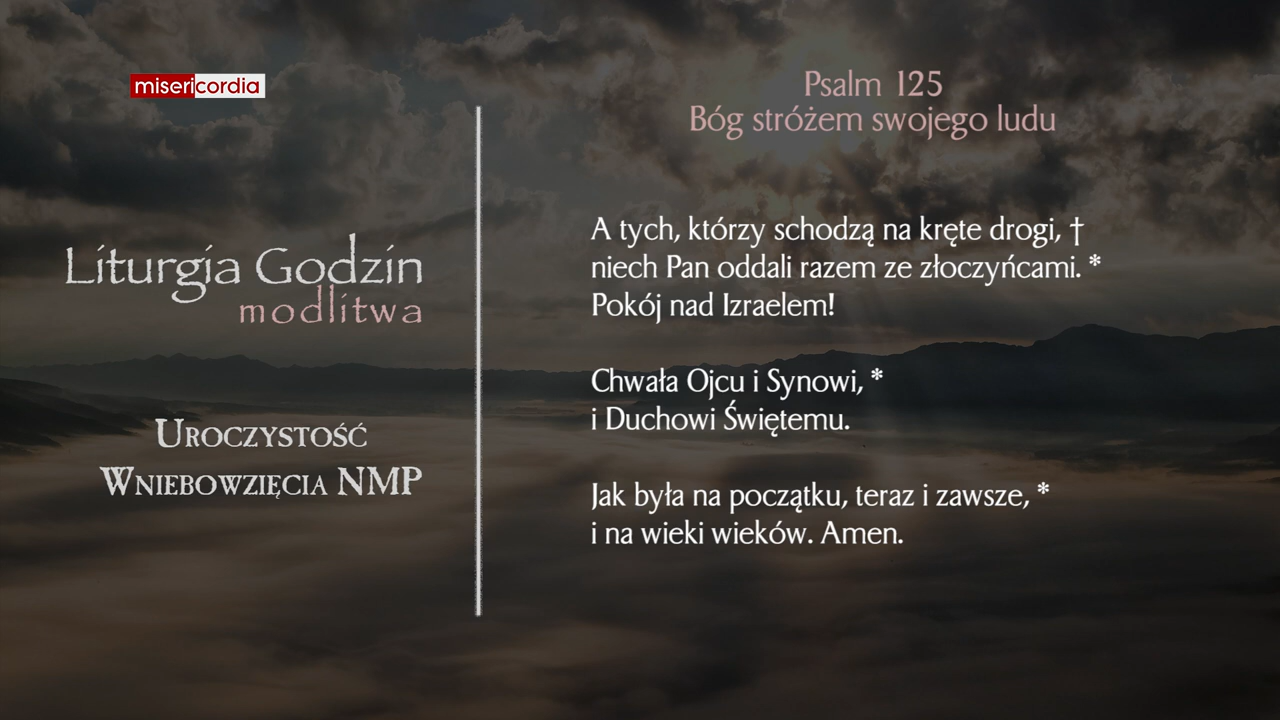 misericordia
Liturgia Godzin
modlitwa
Uroczystość
Wniebowzięcia NMP
Psalm 125
Bóg stróżem swojego ludu
A tych, którzy schodzą na kręte drogi, †
niech Pan oddali razem ze złoczyńcami. *
Pokój nad Izraelem!
Chwała Ojcu i Synowi, *
i Duchowi Świętemu.
Jak była na początku, teraz i zawsze, *
i na wieki wieków. Amen.